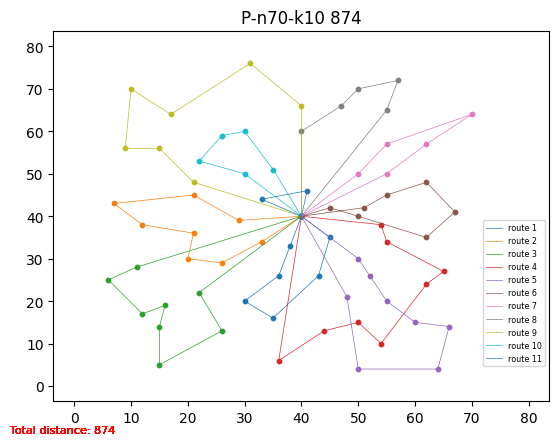 P-n70-k10 874
80
70
60
50
40
30
20
10
0
0 10 20 30 40 50 60 70 80
route 1
route 2
route 3
route 4
route 5
route 6
route 7
route 8
route 9
route 10
route 11
Total distance: 874